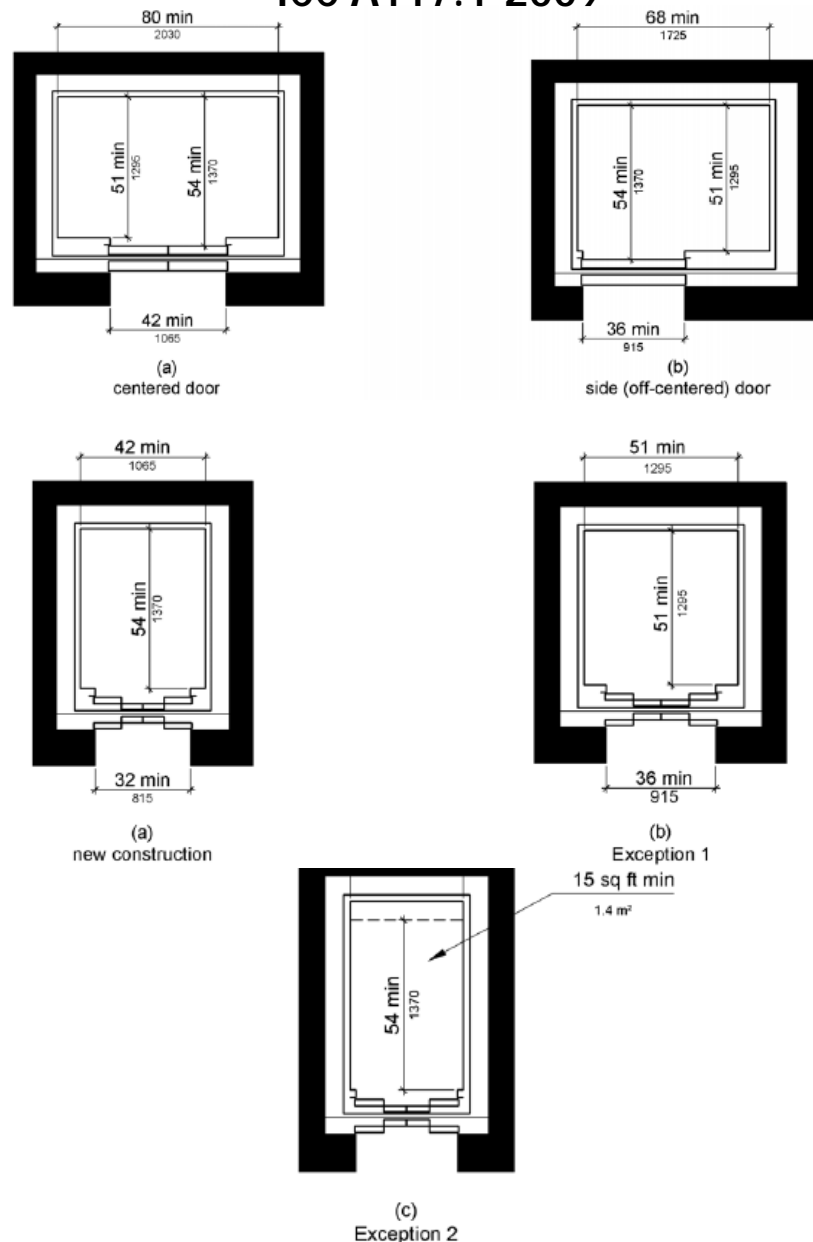 80 min
2030
51 min
1295
54 min
1370
42 min
1065
(a)
centered door
68 min
1725
54 min
1370
51 min
1295
36 min
915
(b)
side (off-centered) door
42 min
1065
54 min
1370
32 min
815
(a)
new construction
51 min
1295
51 min
1295
36 min
915
(b)
Exception 1
15 sq ft min
1.4 m²
54 min
1370
(c)
Exception 2